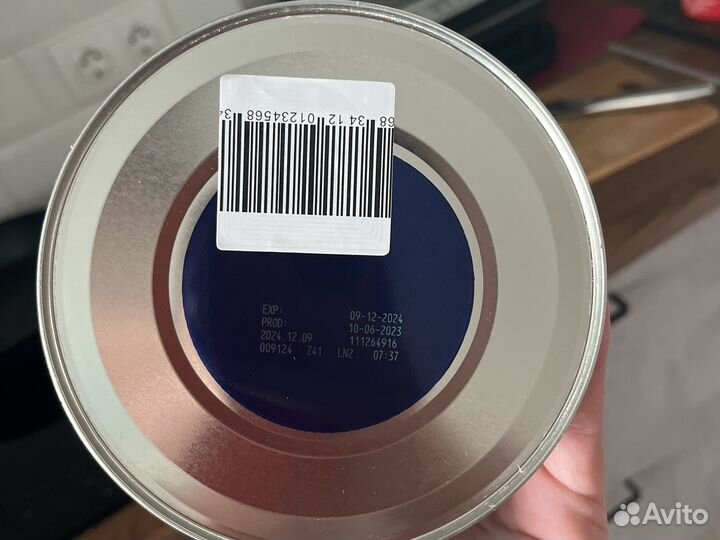 34 01234568 34 12 68
EXP: 09-12-2024
PROD: 10-06-2023
2024.12.09 111264916
009124 Z41 LN2 07:37
Avito